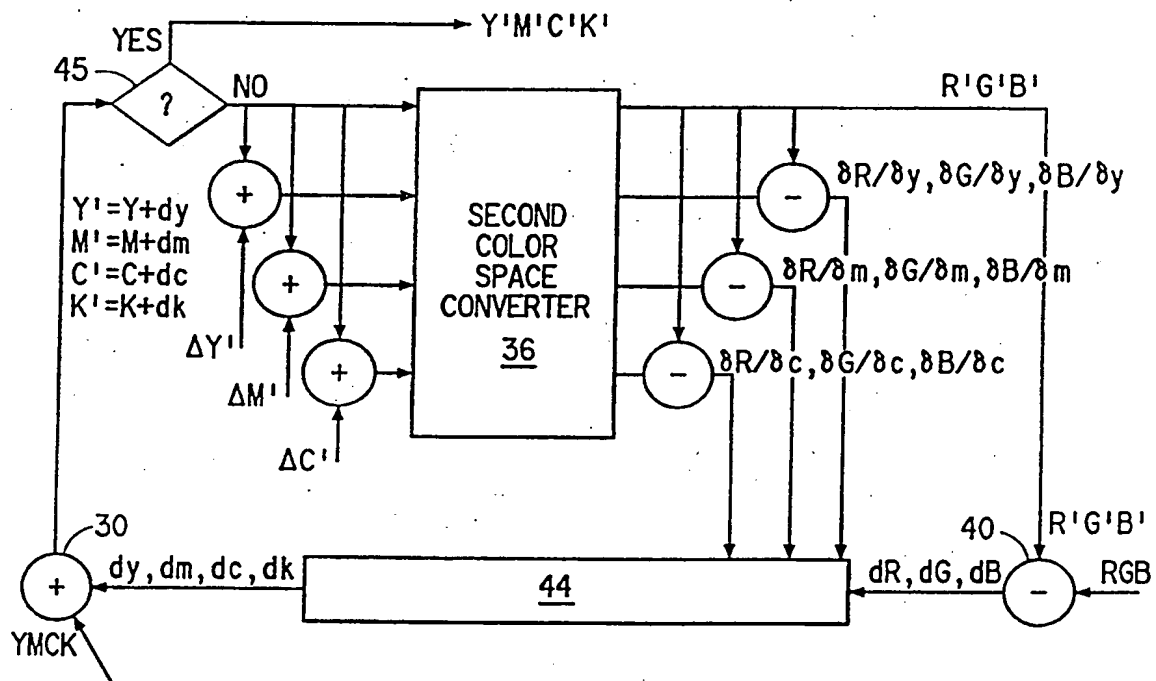 YES
Y'M'C'K'
45
?
NO
R'G'B'
+
Y'=Y+dy
M'=M+dm
C'=C+dc
K'=K+dk
SECOND
COLOR
SPACE
CONVERTER
36
-
δR/δy,δG/δy,δB/δy
+
-
δR/δm,δG/δm,δB/δm
ΔY'
+
-
δR/δc,δG/δc,δB/δc
ΔM'
ΔC'
30
40
R'G'B'
+
dy,dm,dc,dk
44
dR,dG,dB
-
RGB
YMCK